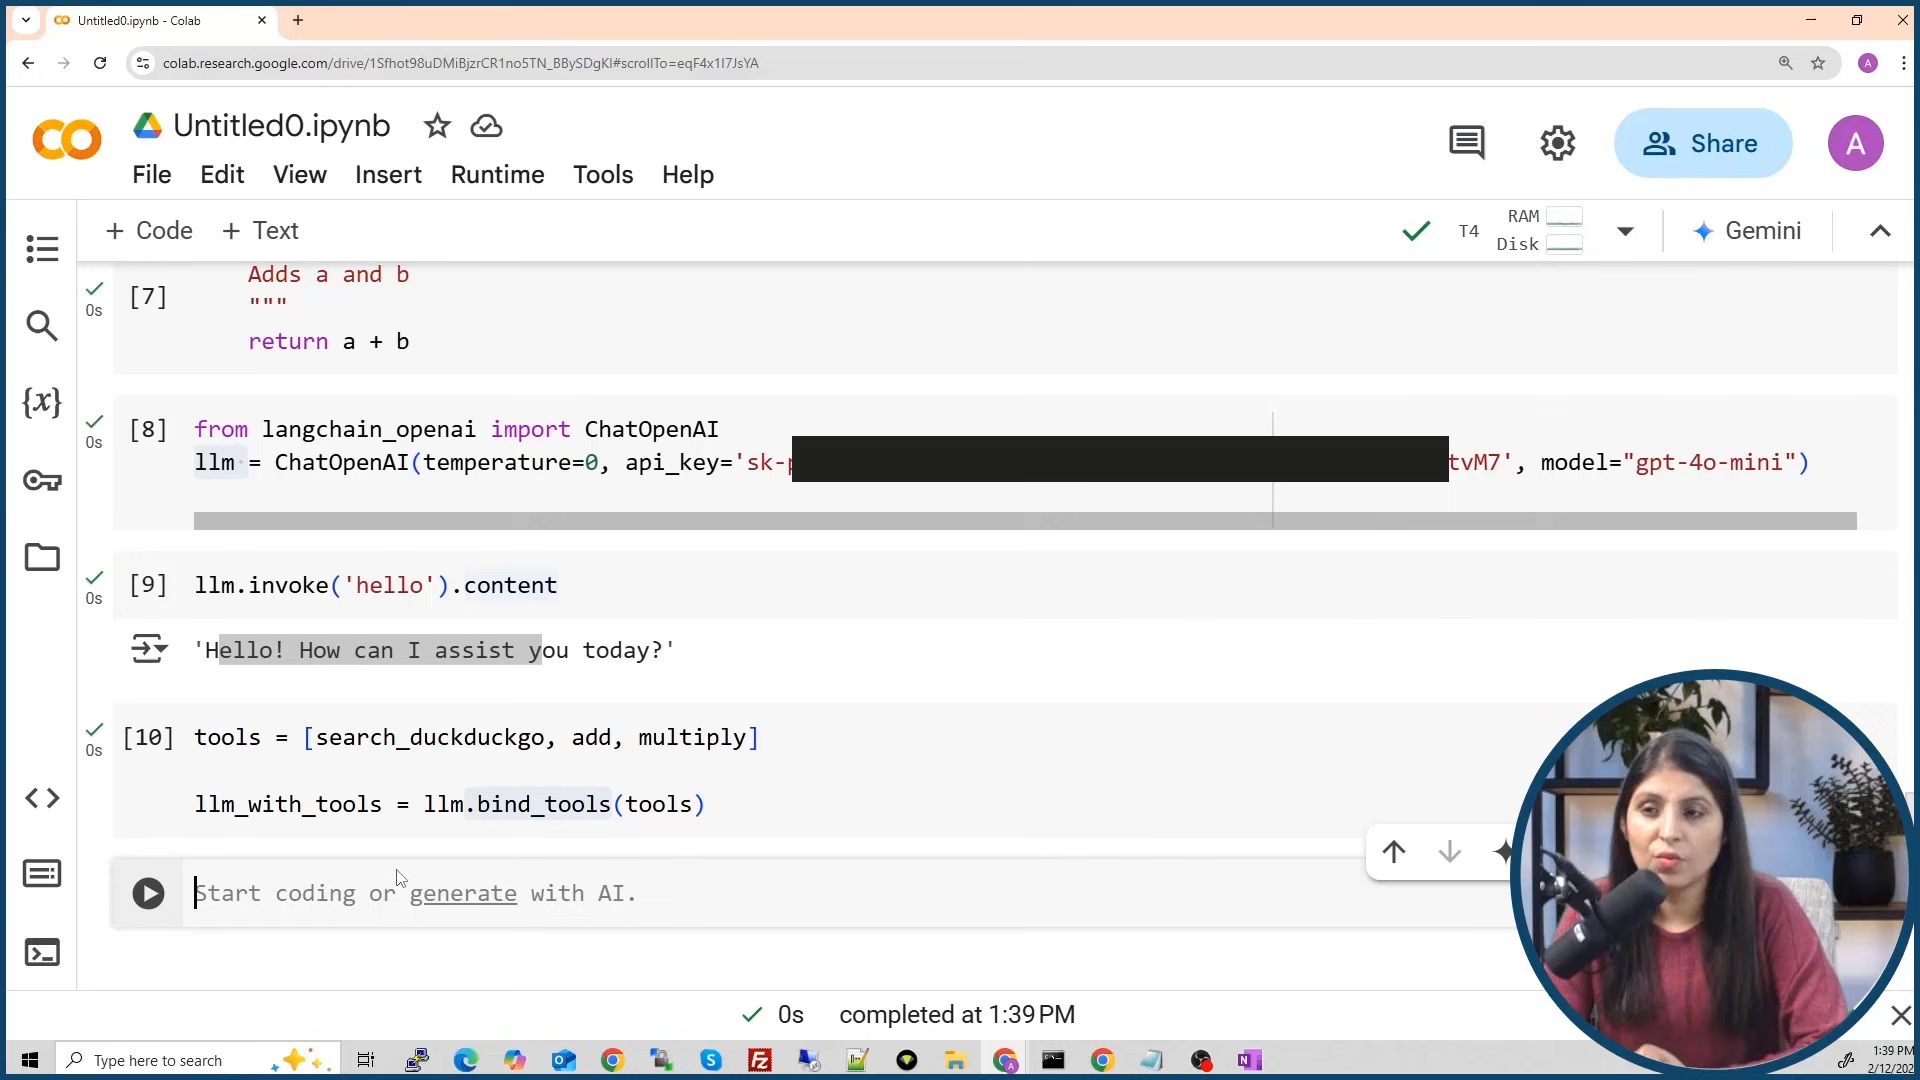 Untitled0.ipynb - Colab
colab.research.google.com/drive/1Sfhot98uDMiBjzrCR1no5TN_BBySDgKl#scrollTo=eqF4x1I7JsYA
A
Untitled0.ipynb
File Edit View Insert Runtime Tools Help
Share
A
+ Code + Text
T4
RAM
Disk
Gemini
[7]
0s
Adds a and b
"""
return a + b
[8]
0s
from langchain_openai import ChatOpenAI
llm = ChatOpenAI(temperature=0, api_key='sk-p
tvM7', model="gpt-4o-mini")
[9]
0s
llm.invoke('hello').content
'Hello! How can I assist you today?'
[10]
0s
tools = [search_duckduckgo, add, multiply]
llm_with_tools = llm.bind_tools(tools)
Start coding or generate with AI.
0s completed at 1:39 PM
Type here to search
1:39 PM
2/12/202